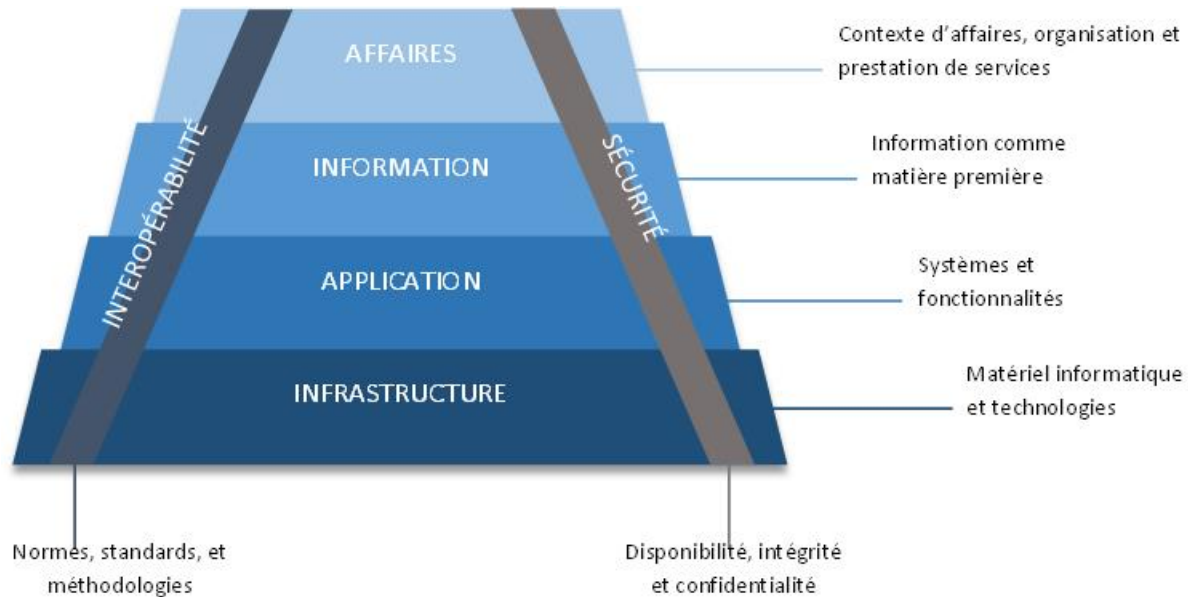 AFFAIRES
Contexte d'affaires, organisation et
prestation de services
INTEROPÉRABILITÉ
SÉCURITÉ
INFORMATION
Information comme
matière première
APPLICATION
Systèmes et
fonctionnalités
INFRASTRUCTURE
Matériel informatique
et technologies
Normes, standards, et
méthodologies
Disponibilité, intégrité
et confidentialité